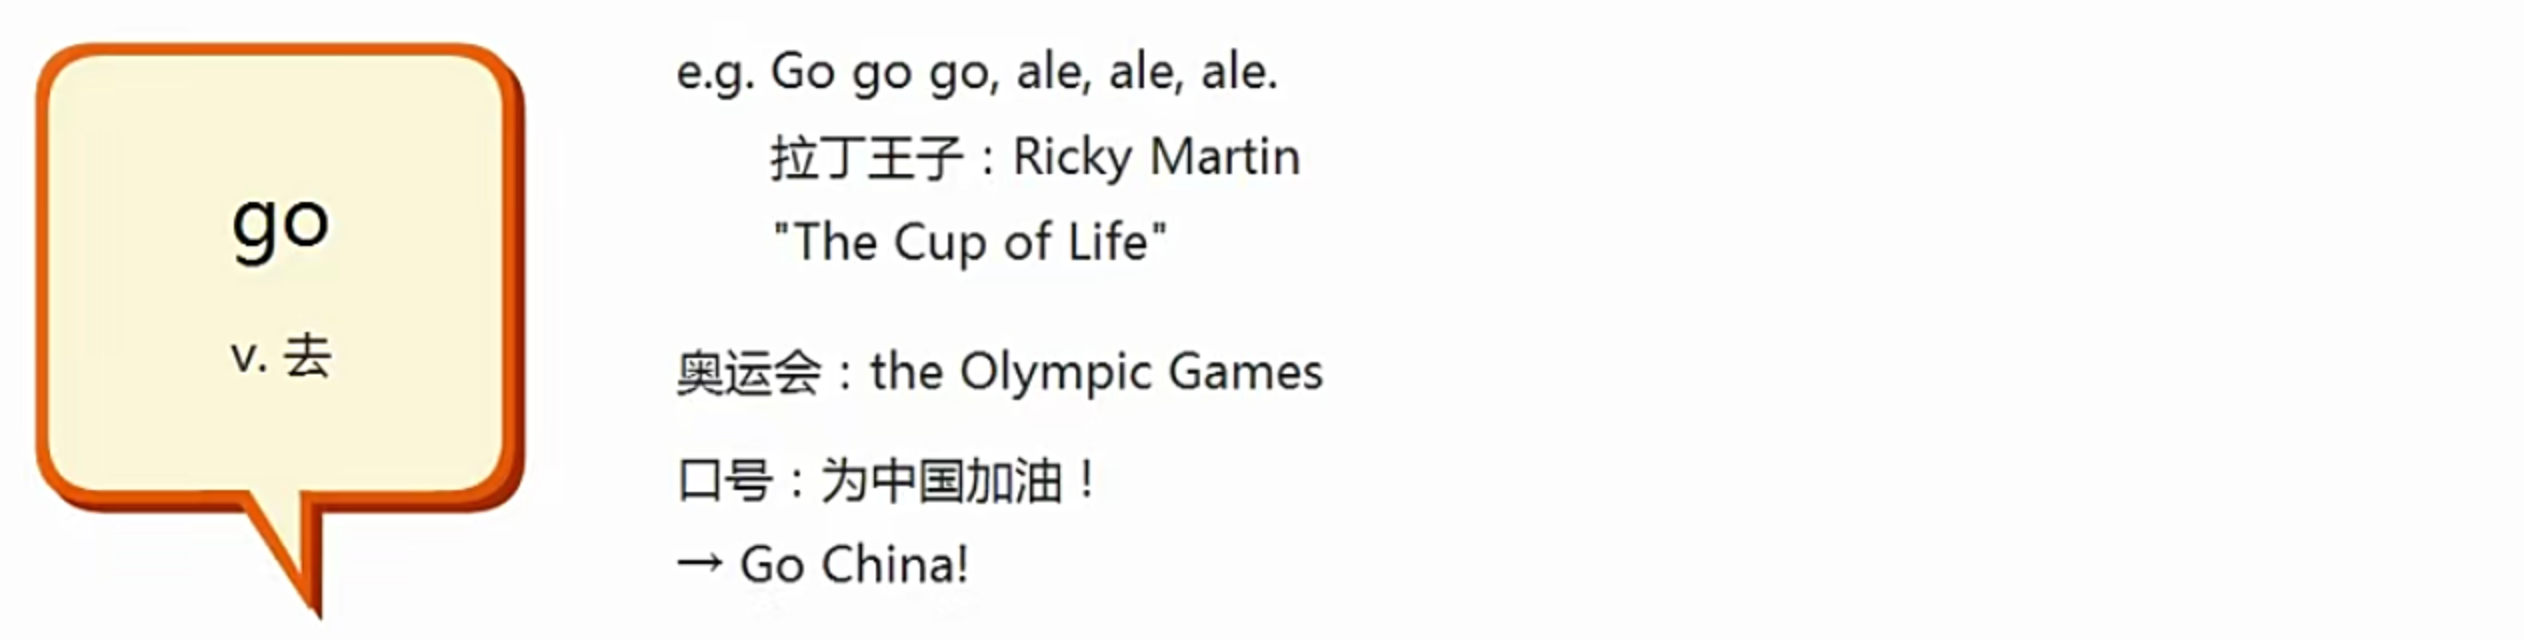 go
v. 去
e.g. Go go go, ale, ale, ale.
拉丁王子：Ricky Martin
"The Cup of Life"
奥运会：the Olympic Games
口号：为中国加油！
→ Go China!